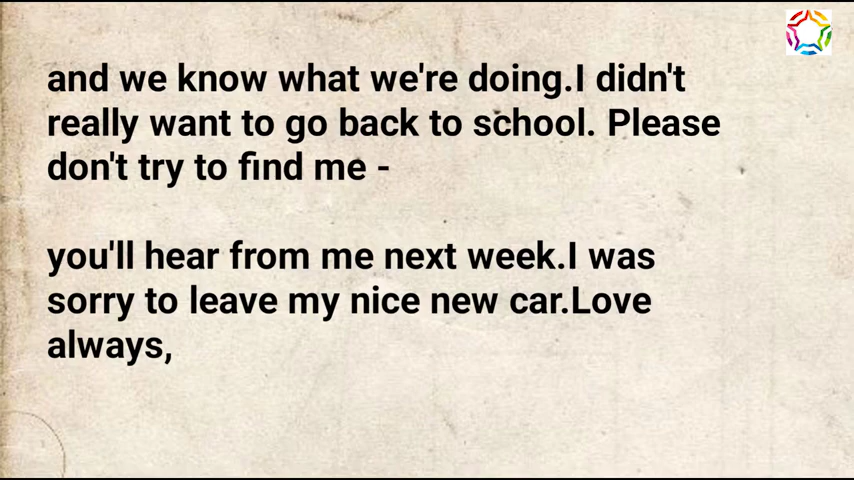 and we know what we're doing.I didn't
really want to go back to school. Please
don't try to find me -
you'll hear from me next week.I was
sorry to leave my nice new car.Love
always,